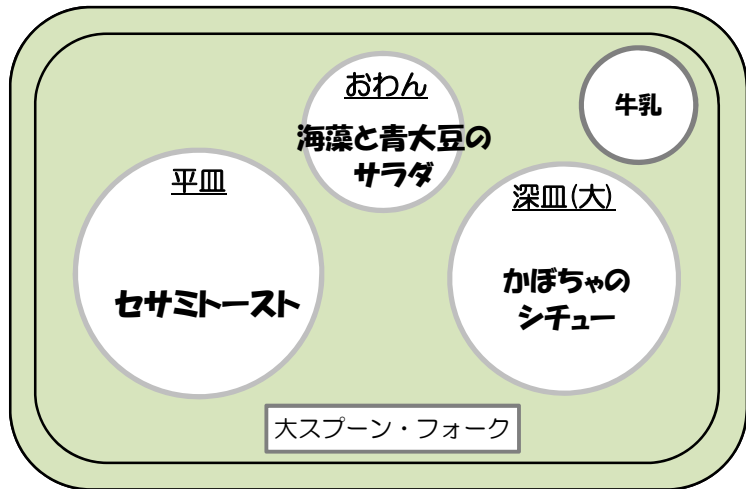 おわん
海藻と青大豆の
サラダ
牛乳
平皿
セサミトースト
深皿(大)
かぼちゃの
シチュー
大スプーン・フォーク